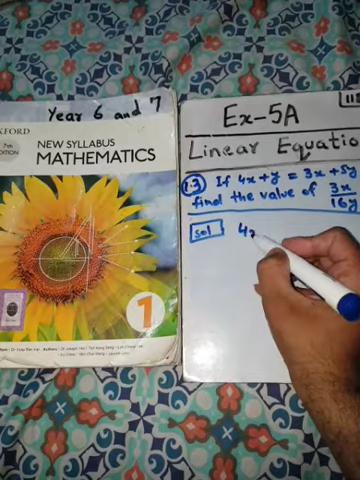 Year 6 and 7
OXFORD
7th
EDITION
NEW SYLLABUS
MATHEMATICS
1
Ex-5A
Linear Equatio
13 If 4x+y = 3x+5y
find the value of 3x/16y
sol 4x